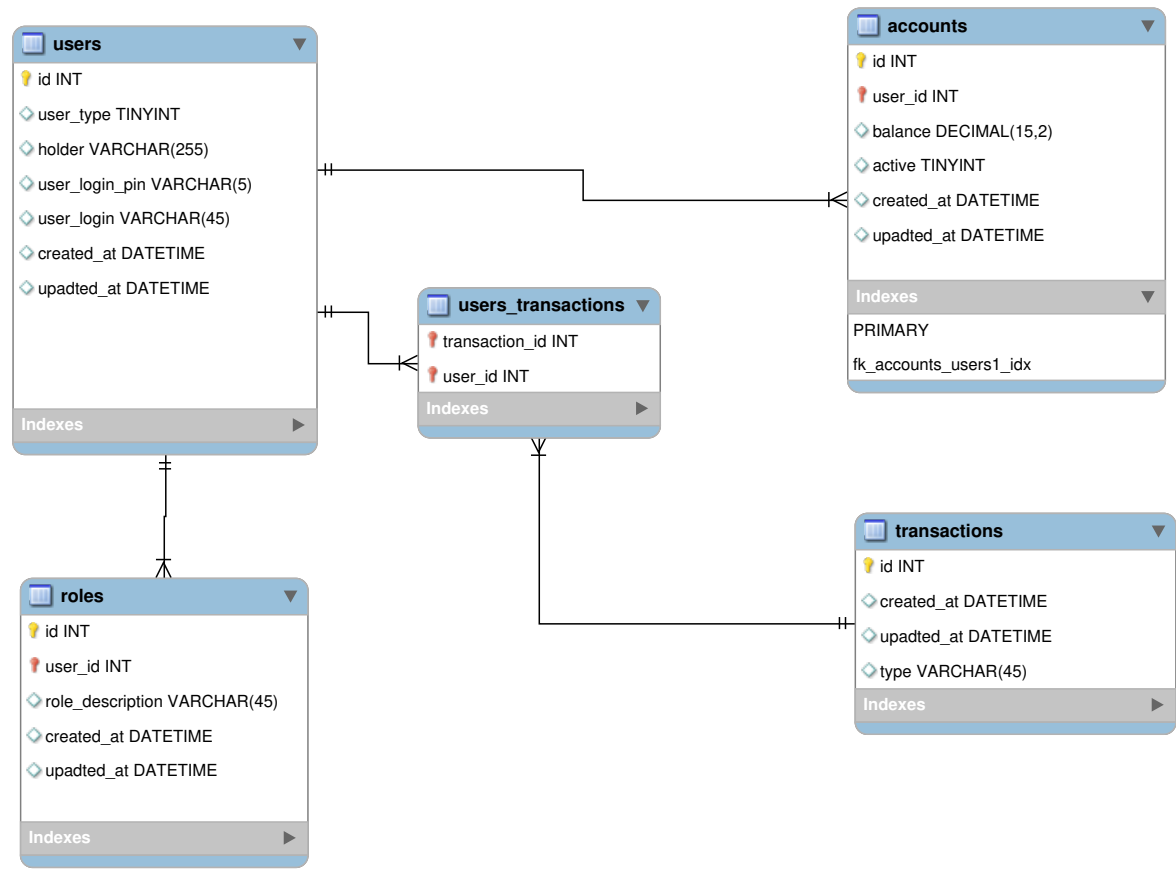 users
id INT
user_type TINYINT
holder VARCHAR(255)
user_login_pin VARCHAR(5)
user_login VARCHAR(45)
created_at DATETIME
upadted_at DATETIME
Indexes
accounts
id INT
user_id INT
balance DECIMAL(15,2)
active TINYINT
created_at DATETIME
upadted_at DATETIME
Indexes
PRIMARY
fk_accounts_users1_idx
users_transactions
transaction_id INT
user_id INT
Indexes
roles
id INT
user_id INT
role_description VARCHAR(45)
created_at DATETIME
upadted_at DATETIME
Indexes
transactions
id INT
created_at DATETIME
upadted_at DATETIME
type VARCHAR(45)
Indexes